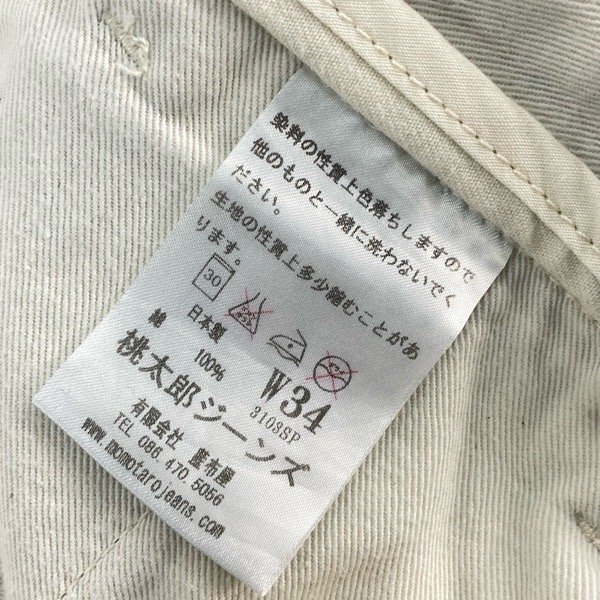 染料の性質上色落ちしますので
他のものと一緒に洗わないでく
ださい。
生地の性質上多少縮むことがあ
ります。
30
日本製
綿 100%
W34
3103SP
桃太郎ジーンズ
有限会社 藍布屋
TEL 086.470.5056
www.momotarojeans.com